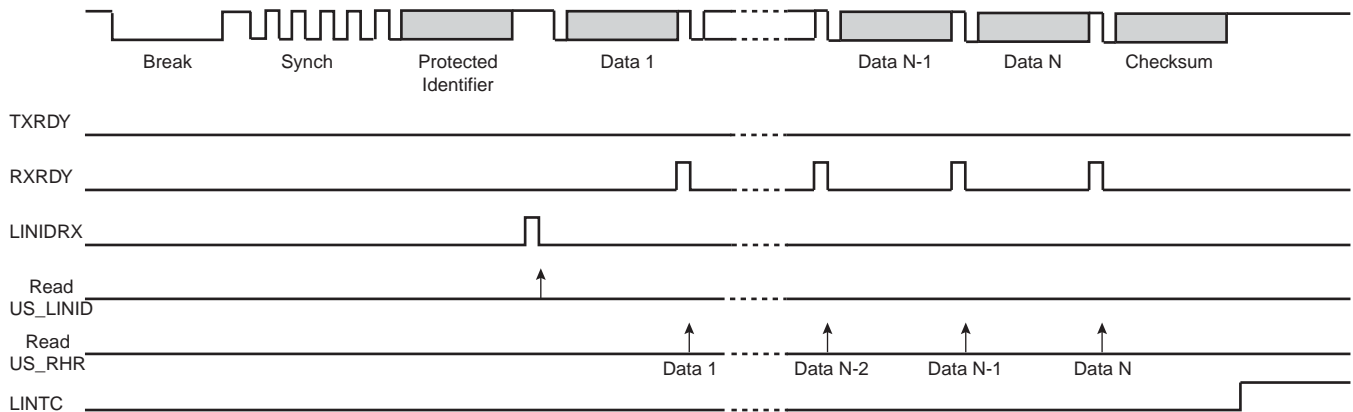 Break Synch Protected Identifier Data 1 Data N-1 Data N Checksum
TXRDY
RXRDY
LINIDRX
Read
US_LINID
Read
US_RHR
Data 1 Data N-2 Data N-1 Data N
LINTC